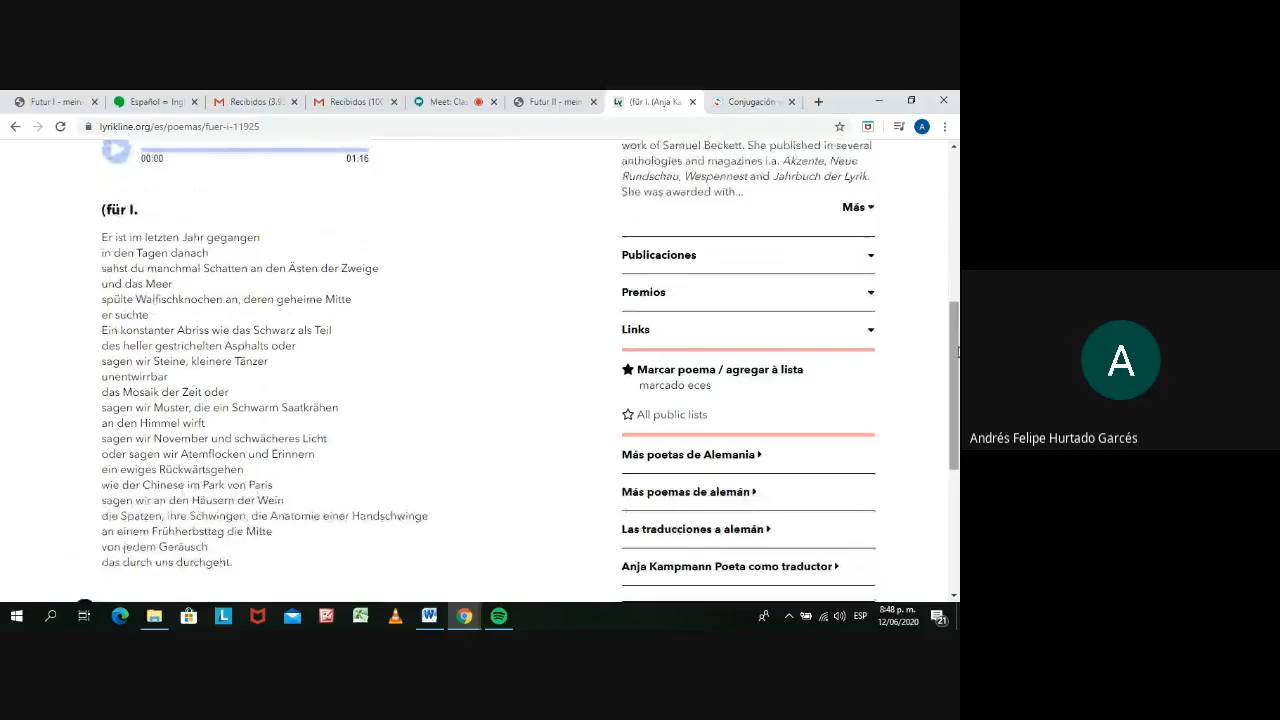 Futur I - mein
Español = Ing
Recibidos (3.9
Recibidos (10
Meet: Clas
Futur II - mein
(für I. (Anja Ka
Conjugación
lyrikline.org/es/poemas/fuer-i-11925
A
00:00
01:16
(für I.
Er ist im letzten Jahr gegangen
in den Tagen danach
sahst du manchmal Schatten an den Ästen der Zweige
und das Meer
spülte Walfischknochen an, deren geheime Mitte
er suchte
Ein konstanter Abriss wie das Schwarz als Teil
des heller gestrichelten Asphalts oder
sagen wir Steine, kleinere Tänzer
unentwirrbar
das Mosaik der Zeit oder
sagen wir Muster, die ein Schwarm Saatkrähen
an den Himmel wirft
sagen wir November und schwächeres Licht
oder sagen wir Atemflocken und Erinnern
ein ewiges Rückwärtsgehen
wie der Chinese im Park von Paris
sagen wir an den Häusern der Wein
die Spatzen, ihre Schwingen, die Anatomie einer Handschwinge
an einem Frühherbsttag die Mitte
von jedem Geräusch
das durch uns durchgeht.
work of Samuel Beckett. She published in several
anthologies and magazines i.a. Akzente, Neue
Rundschau, Wespennest and Jahrbuch der Lyrik.
She was awarded with...
Más
Publicaciones
Premios
Links
Marcar poema / agregar à lista
marcado eces
All public lists
Más poetas de Alemania
Más poemas de alemán
Las traducciones a alemán
Anja Kampmann Poeta como traductor
ESP
8:48 p. m.
12/06/2020
21
A
Andrés Felipe Hurtado Garcés